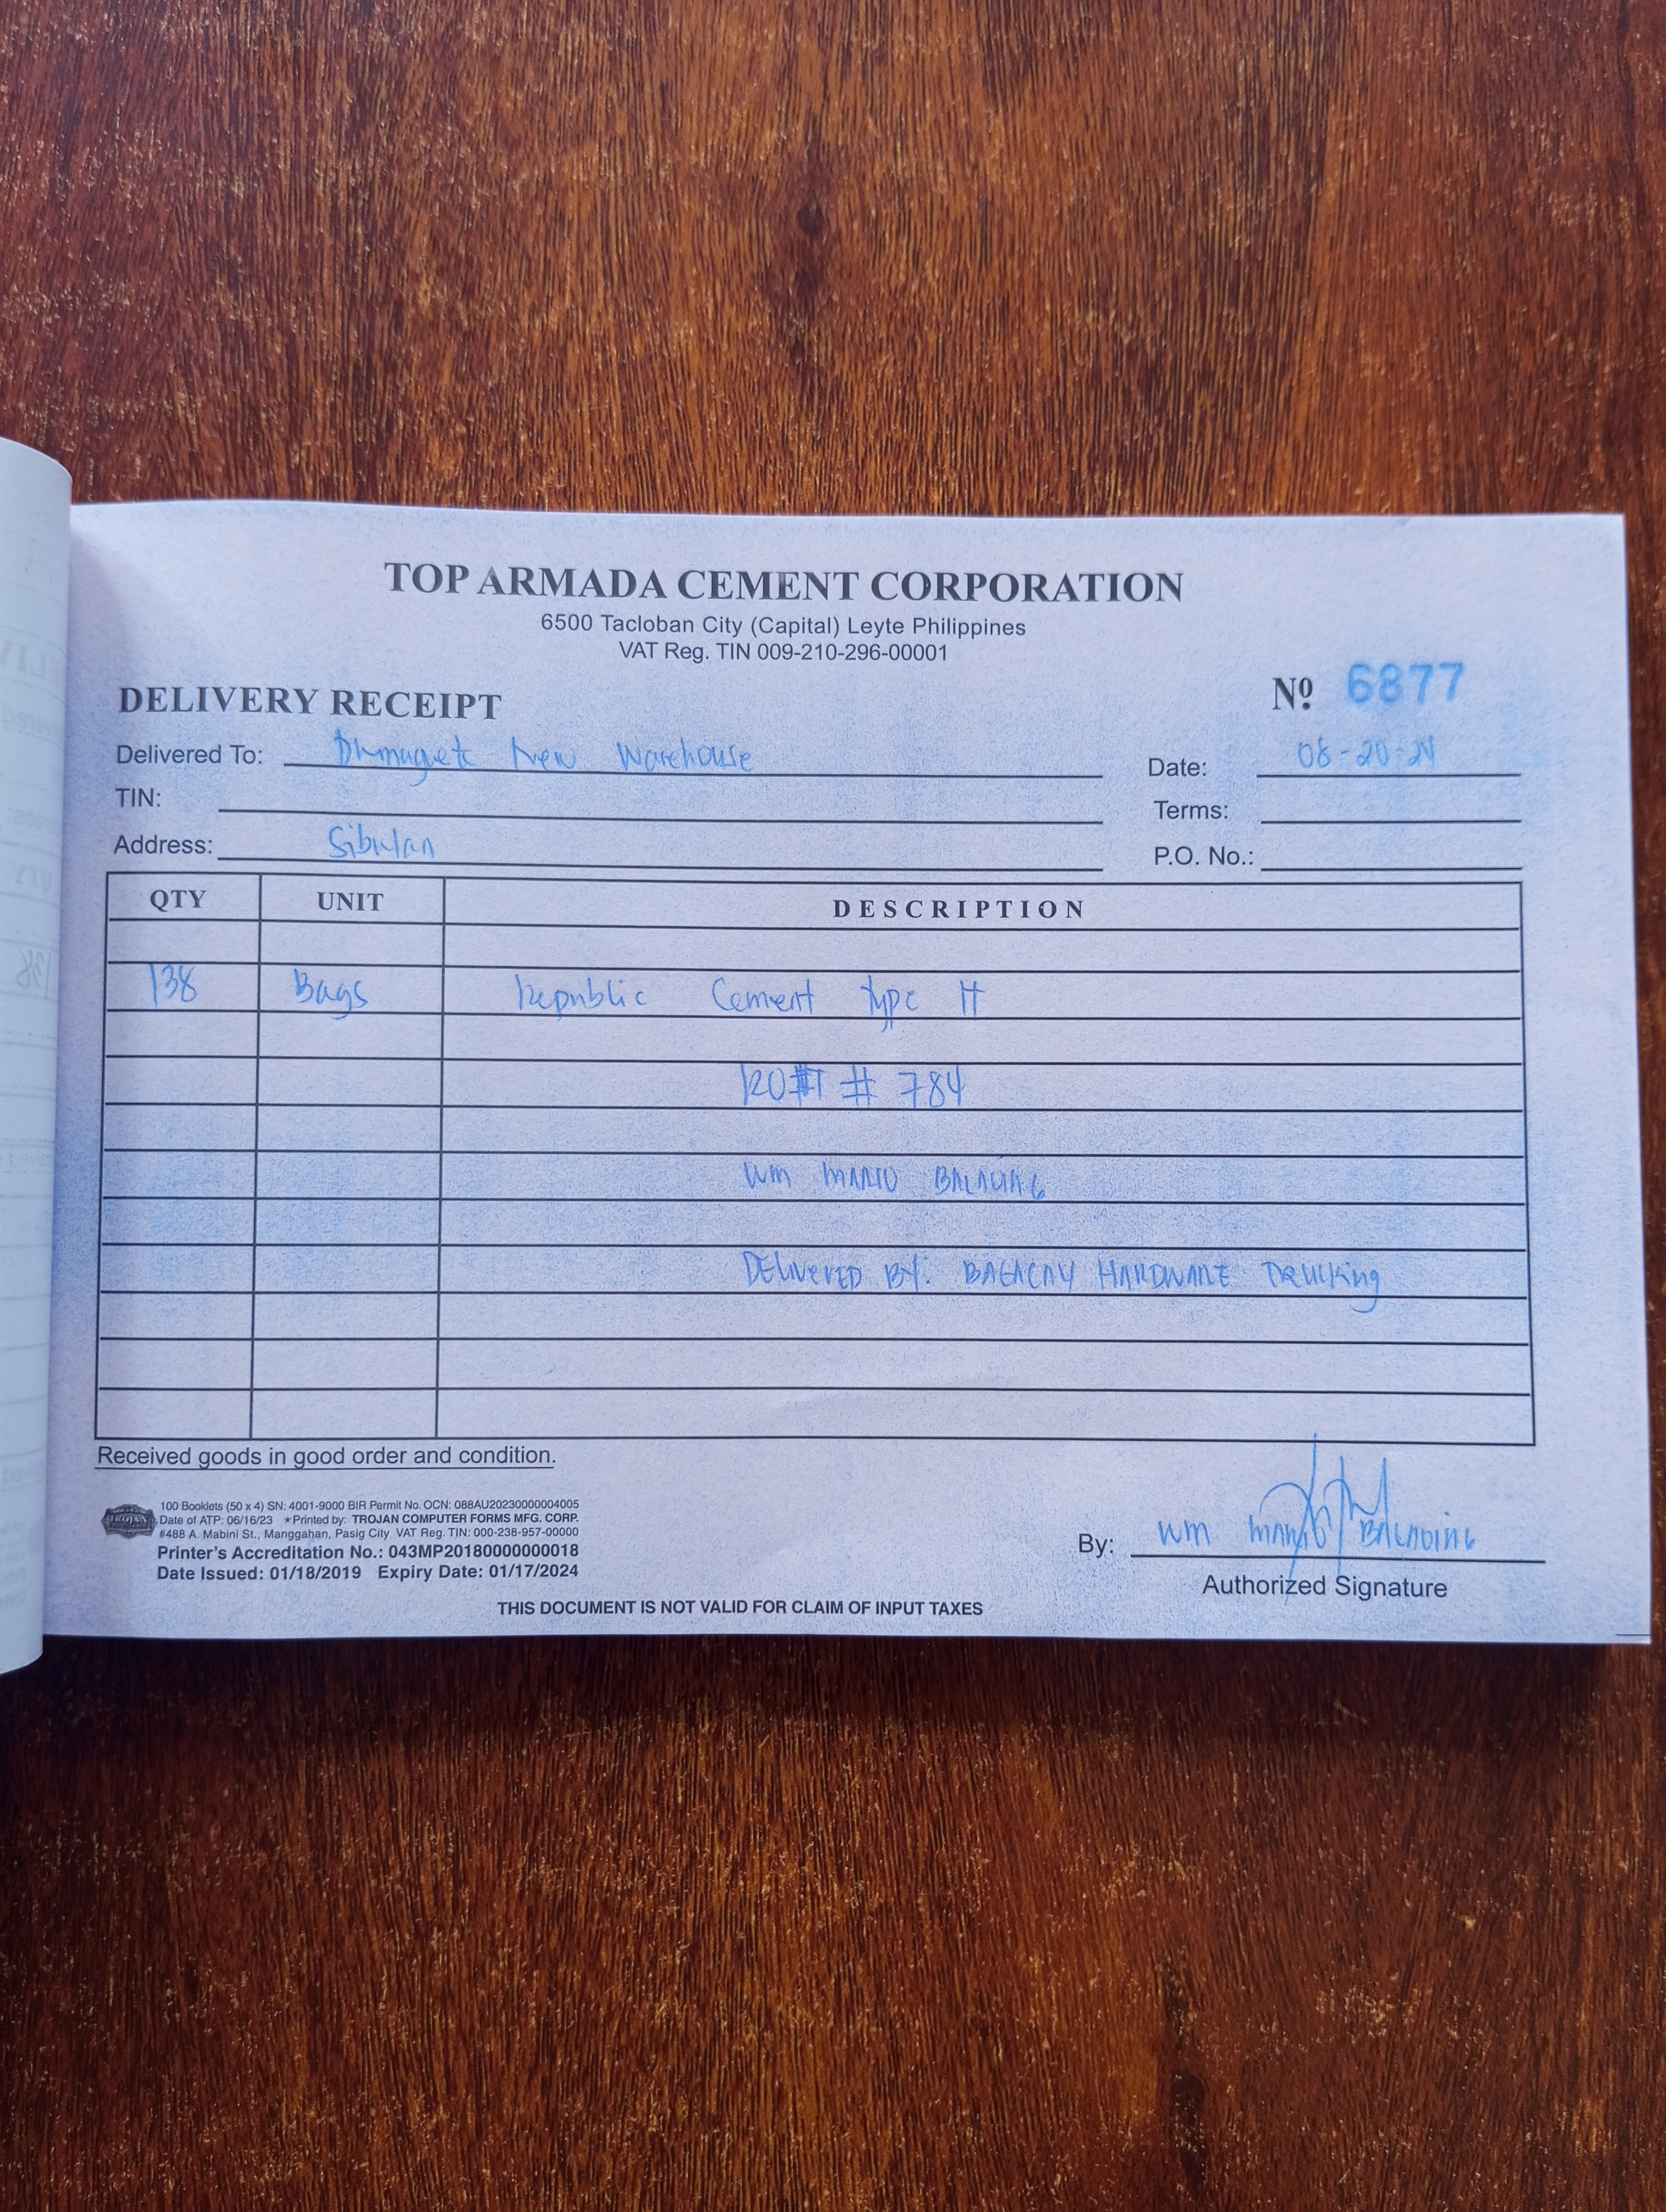 TOP ARMADA CEMENT CORPORATION
6500 Tacloban City (Capital) Leyte Philippines
VAT Reg. TIN 009-210-296-00001
DELIVERY RECEIPT Nº 6877
Delivered To: New Warehouse Date: 08-20-24
TIN: Terms:
Address: Sibulan P.O. No.:
QTY UNIT DESCRIPTION
138 Bags Republic Cement Type
# 784
WM MARIO
DELIVERED BY: BAGACAY HARDWARE TRUCKING
Received goods in good order and condition.
TROJAN
100 Booklets (50 x 4) SN: 4001-9000 BIR Permit No. OCN: 088AU20230000004005
Date of ATP: 06/16/23 ★Printed by: TROJAN COMPUTER FORMS MFG. CORP.
#488 A. Mabini St., Manggahan, Pasig City VAT Reg. TIN: 000-238-957-00000
Printer's Accreditation No.: 043MP20180000000018
Date Issued: 01/18/2019 Expiry Date: 01/17/2024
By: WM BALADING
Authorized Signature
THIS DOCUMENT IS NOT VALID FOR CLAIM OF INPUT TAXES